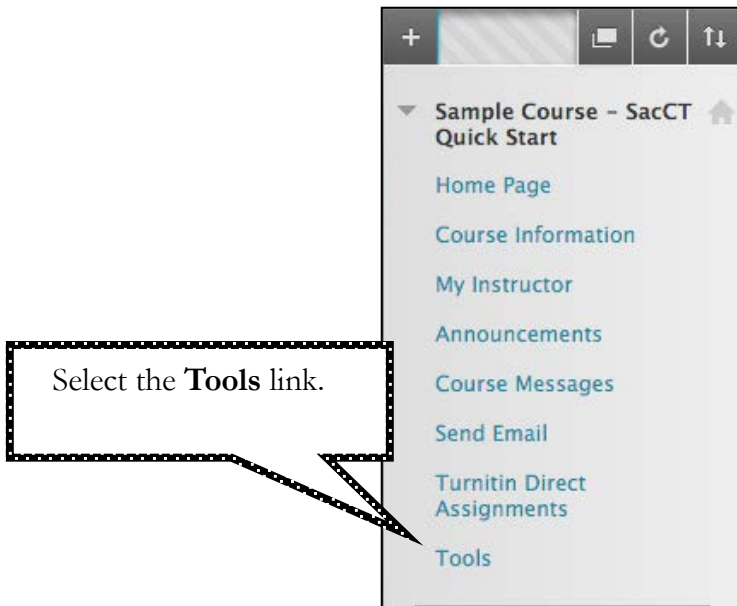 Sample Course – SacCT
Quick Start
Home Page
Course Information
My Instructor
Announcements
Course Messages
Send Email
Turnitin Direct
Assignments
Tools
Select the Tools link.